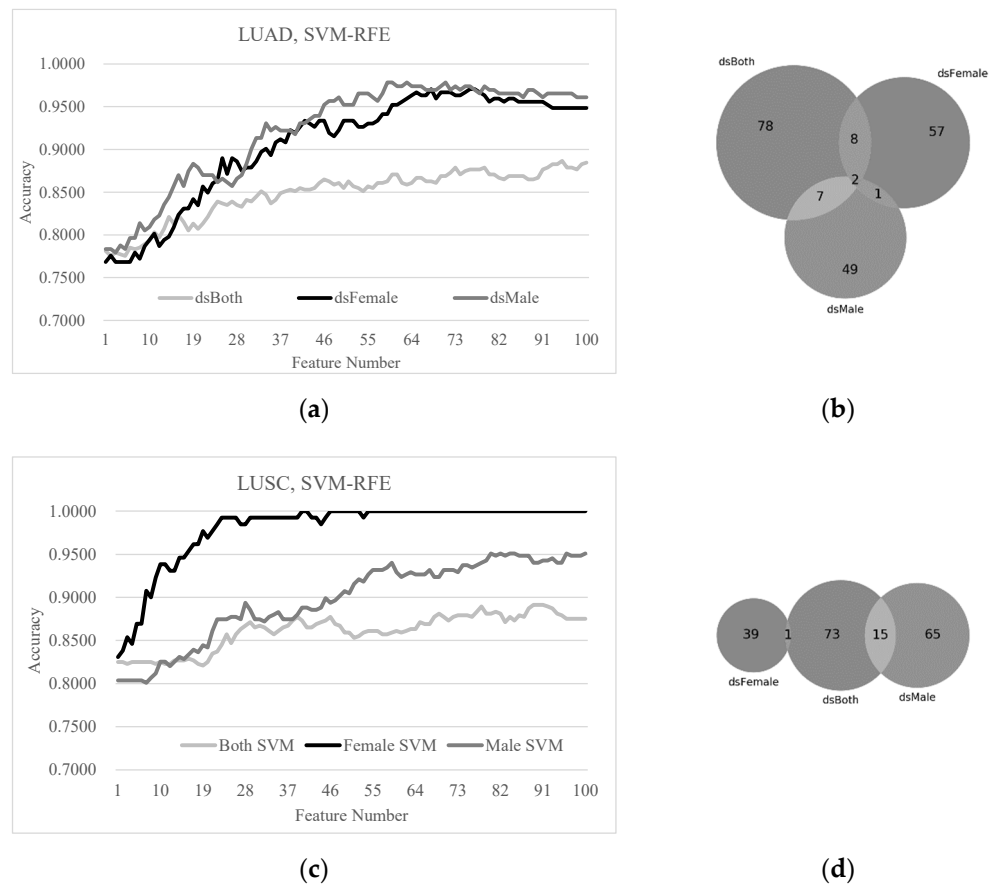 LUAD, SVM-RFE
1.0000
0.9500
0.9000
0.8500
0.8000
0.7500
0.7000
Accuracy
dsBoth dsFemale dsMale
1 10 19 28 37 46 55 64 73 82 91 100
Feature Number
(a)
dsBoth
dsFemale
78
8
57
2
7
1
49
dsMale
(b)
LUSC, SVM-RFE
1.0000
0.9500
0.9000
0.8500
0.8000
0.7500
0.7000
Accuracy
Both SVM Female SVM Male SVM
1 10 19 28 37 46 55 64 73 82 91 100
Feature Number
(c)
39 1 73 15 65
dsFemale
dsBoth
dsMale
(d)